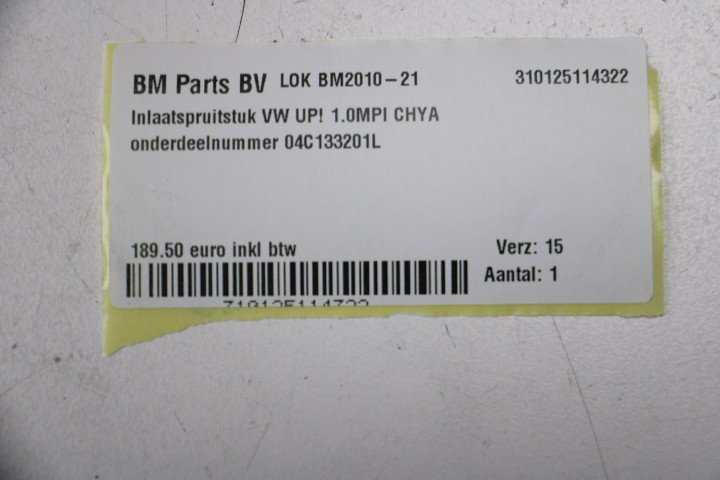 BM Parts BV LOK BM2010-21 310125114322
Inlaatspruitstuk VW UP! 1.0MPI CHYA
onderdeelnummer 04C133201L
189.50 euro inkl btw Verz: 15
Aantal: 1
310125114322